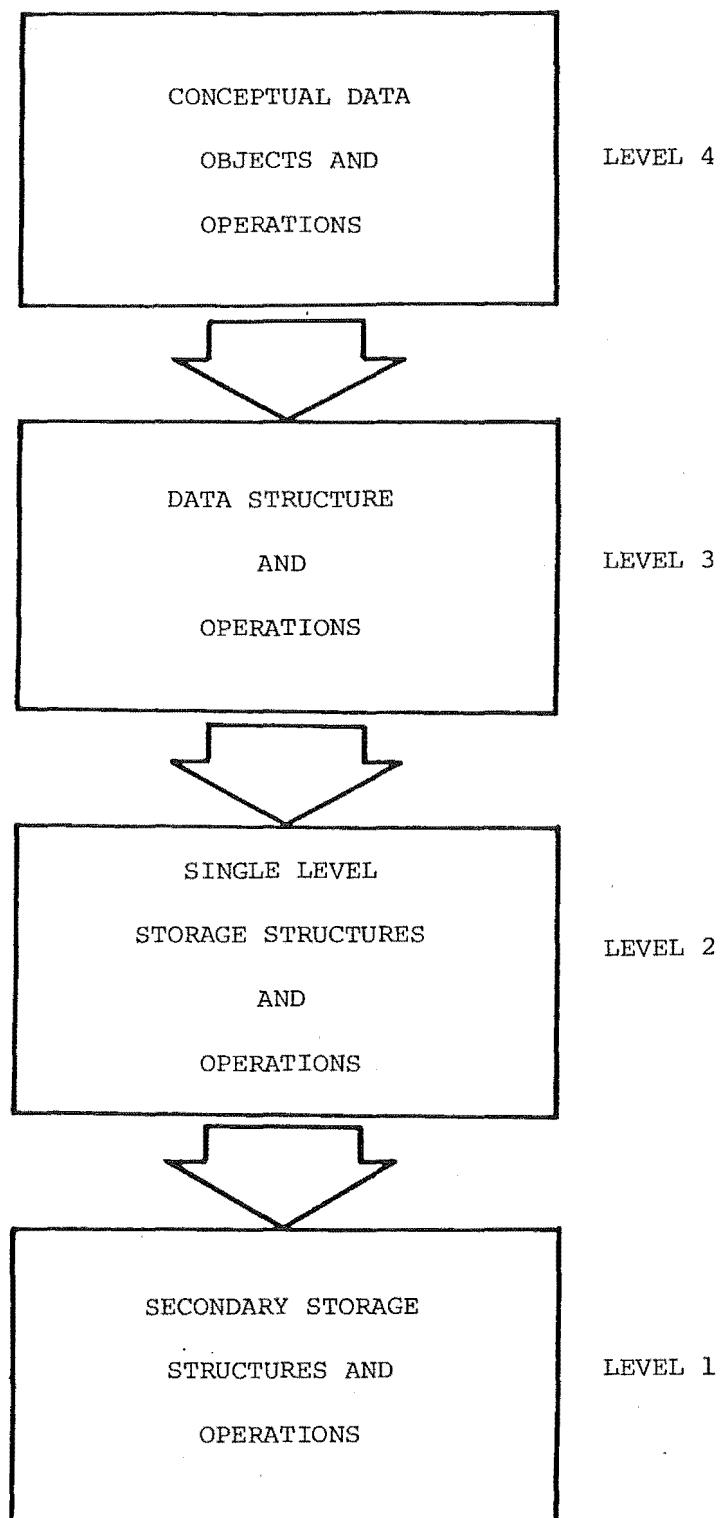 CONCEPTUAL DATA
OBJECTS AND
OPERATIONS
LEVEL 4
DATA STRUCTURE
AND
OPERATIONS
LEVEL 3
SINGLE LEVEL
STORAGE STRUCTURES
AND
OPERATIONS
LEVEL 2
SECONDARY STORAGE
STRUCTURES AND
OPERATIONS
LEVEL 1